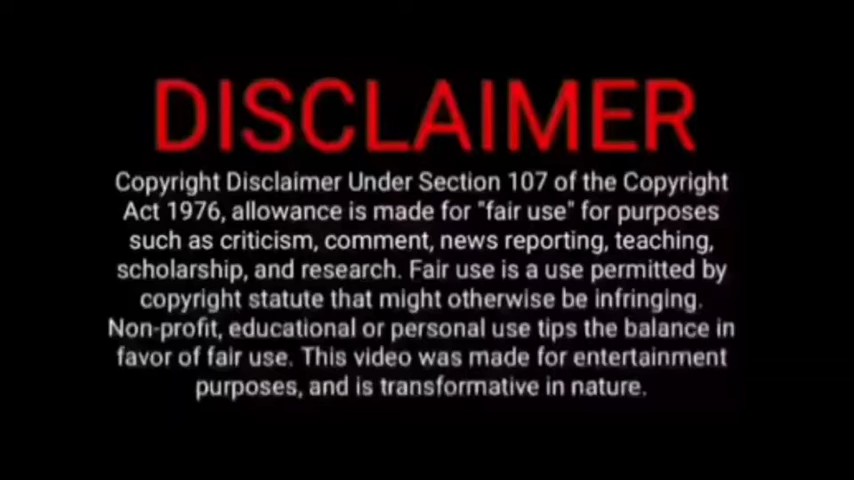 DISCLAIMER
Copyright Disclaimer Under Section 107 of the Copyright
Act 1976, allowance is made for "fair use" for purposes
such as criticism, comment, news reporting, teaching,
scholarship, and research. Fair use is a use permitted by
copyright statute that might otherwise be infringing.
Non-profit, educational or personal use tips the balance in
favor of fair use. This video was made for entertainment
purposes, and is transformative in nature.